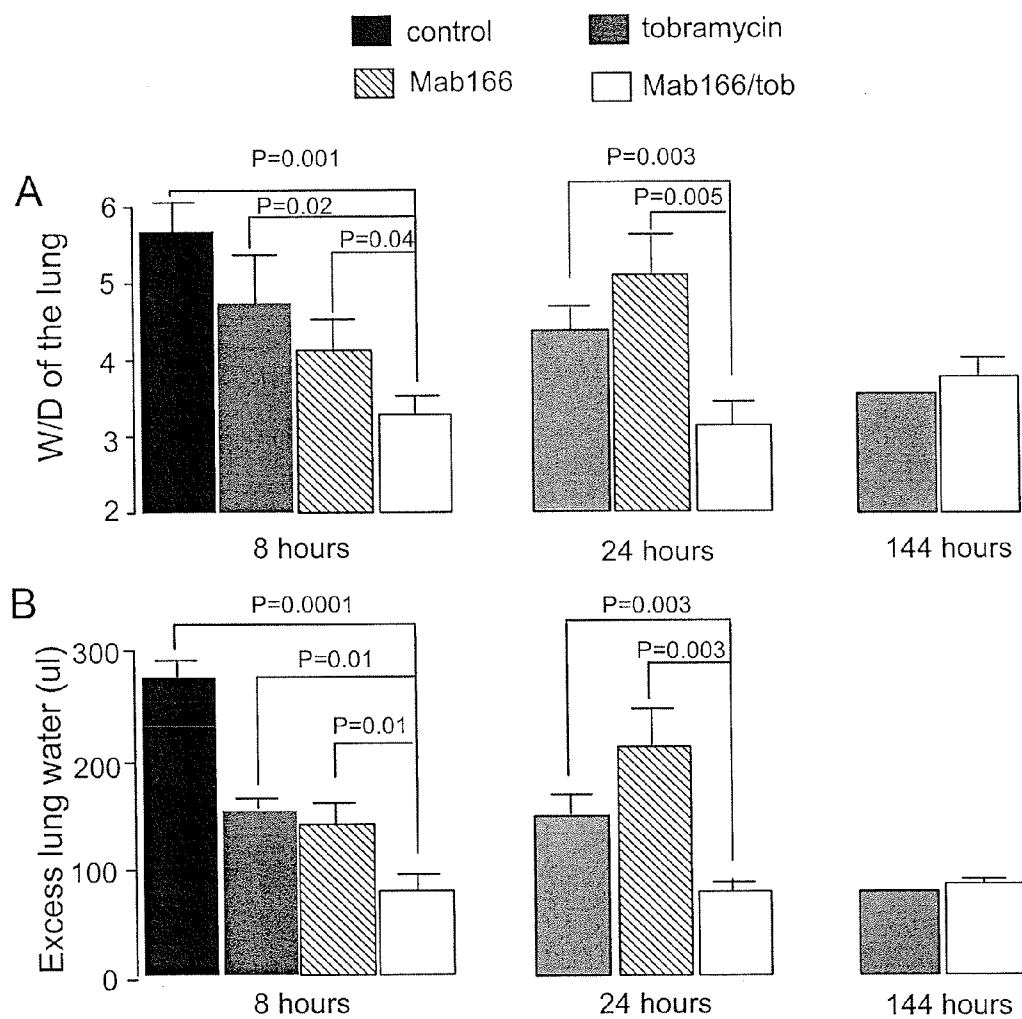 control
tobramycin
Mab166
Mab166/tob
A
P=0.001
P=0.02
P=0.04
P=0.003
P=0.005
W/D of the lung
6
5
4
3
2
8 hours
24 hours
144 hours
B
P=0.0001
P=0.01
P=0.01
P=0.003
P=0.003
Excess lung water (ul)
300
200
100
0
8 hours
24 hours
144 hours